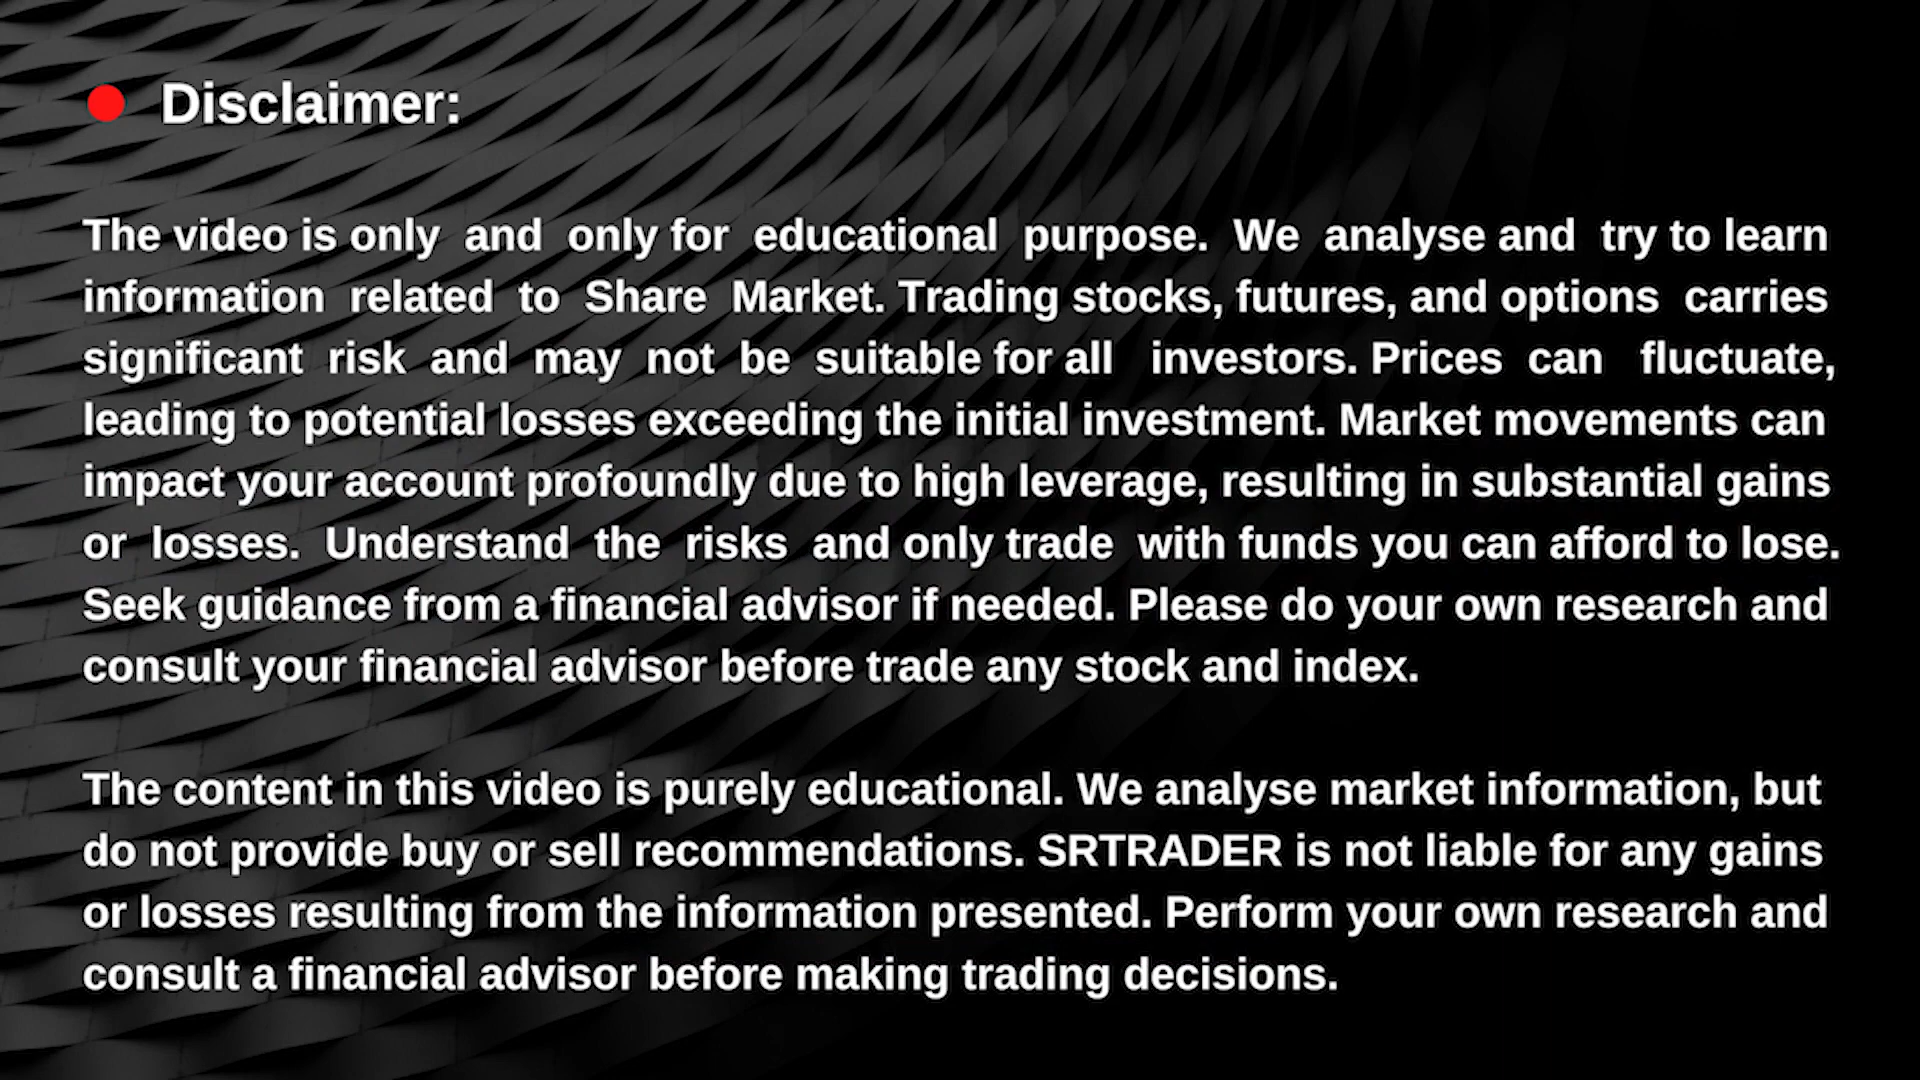 Disclaimer:
The video is only and only for educational purpose. We analyse and try to learn
information related to Share Market. Trading stocks, futures, and options carries
significant risk and may not be suitable for all investors. Prices can fluctuate,
leading to potential losses exceeding the initial investment. Market movements can
impact your account profoundly due to high leverage, resulting in substantial gains
or losses. Understand the risks and only trade with funds you can afford to lose.
Seek guidance from a financial advisor if needed. Please do your own research and
consult your financial advisor before trade any stock and index.
The content in this video is purely educational. We analyse market information, but
do not provide buy or sell recommendations. SRTRADER is not liable for any gains
or losses resulting from the information presented. Perform your own research and
consult a financial advisor before making trading decisions.